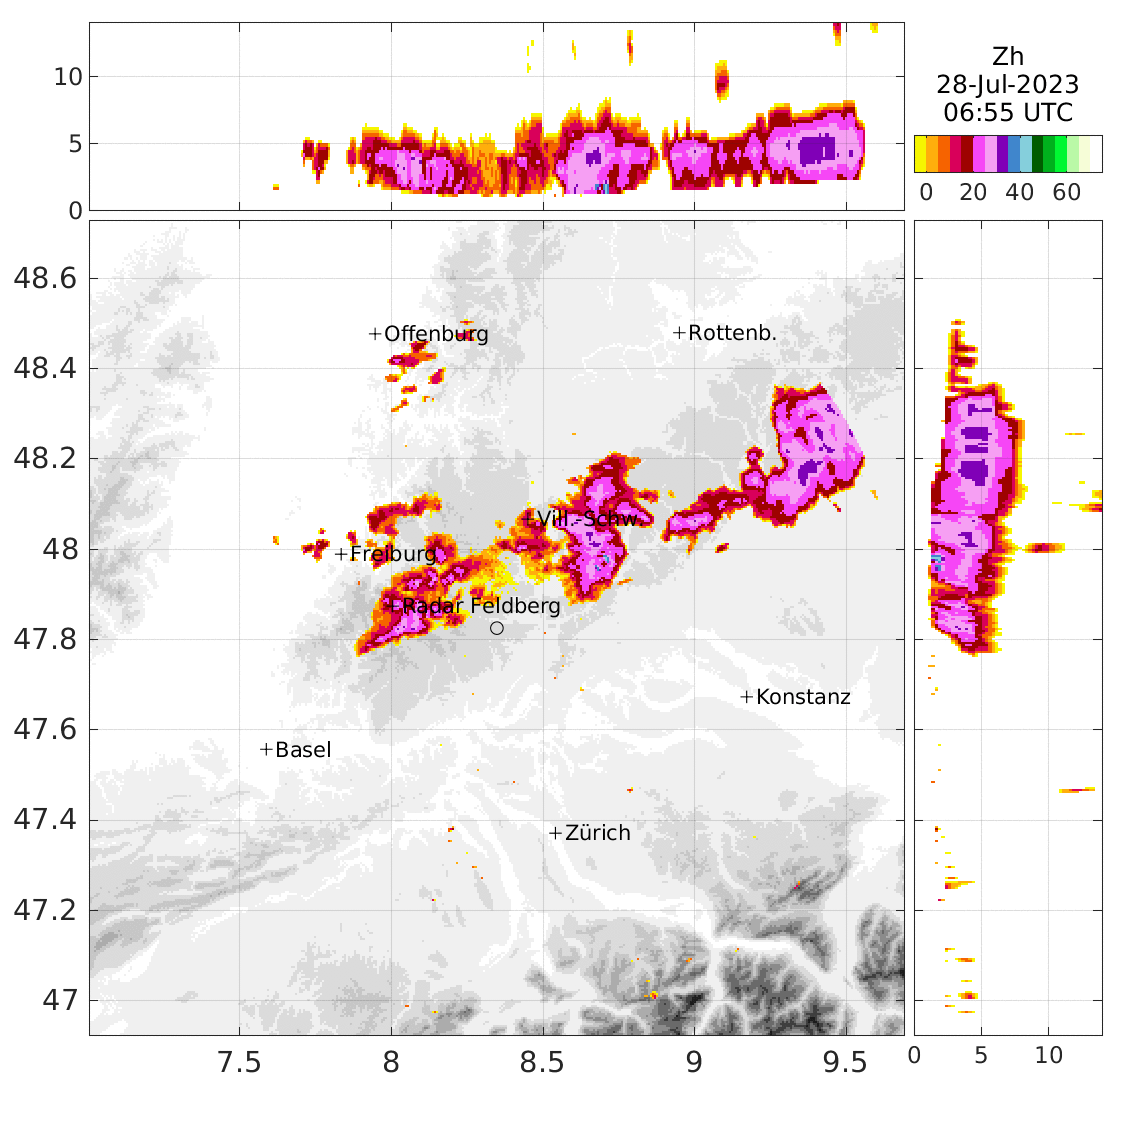 10
5
0
Zh
28-Jul-2023
06:55 UTC
0 20 40 60
48.6
+Offenburg
+Rottenb.
48.4
48.2
+Vill.-Schw.
48
+Freiburg
+Radar Feldberg
47.8
+Konstanz
47.6
+Basel
47.4
+Zürich
47.2
47
7.5 8 8.5 9 9.5
0 5 10